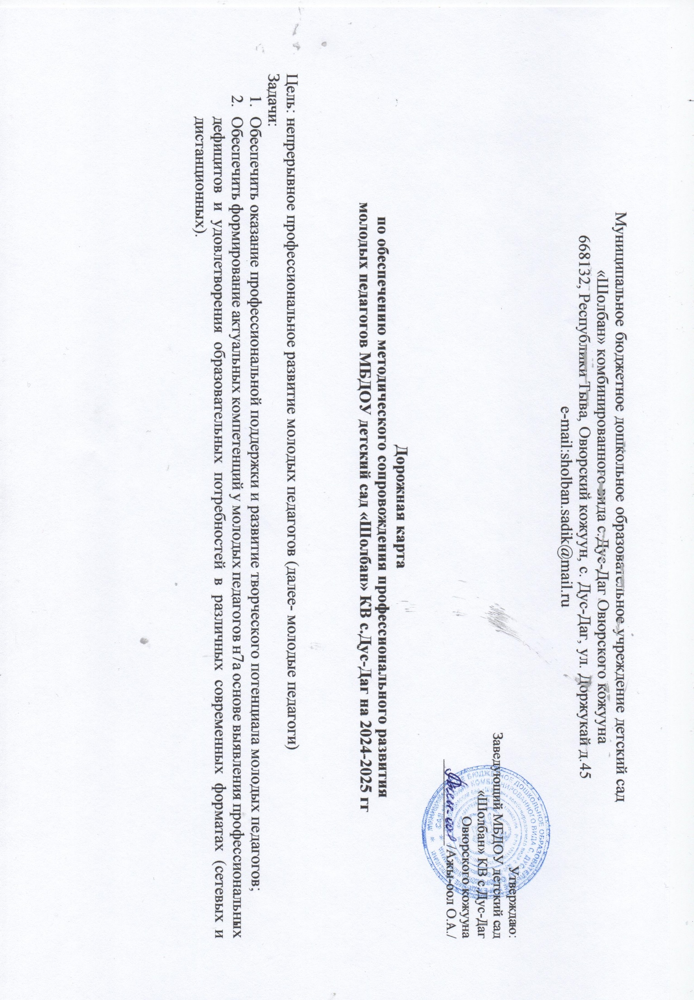 Муниципальное бюджетное дошкольное образовательное учреждение детский сад
«Шолбан» комбинированного вида с.Дус-Даг Овюрского кожууна
668132, Республики Тыва, Овюрский кожуун, с. Дус-Даг, ул. Доржукай д.45
e-mail:sholban.sadik@mail.ru
Утверждаю:
Заведующий МБДОУ детский сад
«Шолбан» КВ с.Дус-Даг
Овюрского кожууна
/Ажы-оол О.А./
Дорожная карта
по обеспечению методического сопровождения профессионального развития
молодых педагогов МБДОУ детский сад «Шолбан» КВ с.Дус-Даг на 2024-2025 гг
Цель: непрерывное профессиональное развитие молодых педагогов (далее- молодые педагоги)
Задачи:
1. Обеспечить оказание профессиональной поддержки и развитие творческого потенциала молодых педагогов;
2. Обеспечить формирование актуальных компетенций у молодых педагогов н7а основе выявления профессиональных
дефицитов и удовлетворения образовательных потребностей в различных современных форматах (сетевых и
дистанционных).